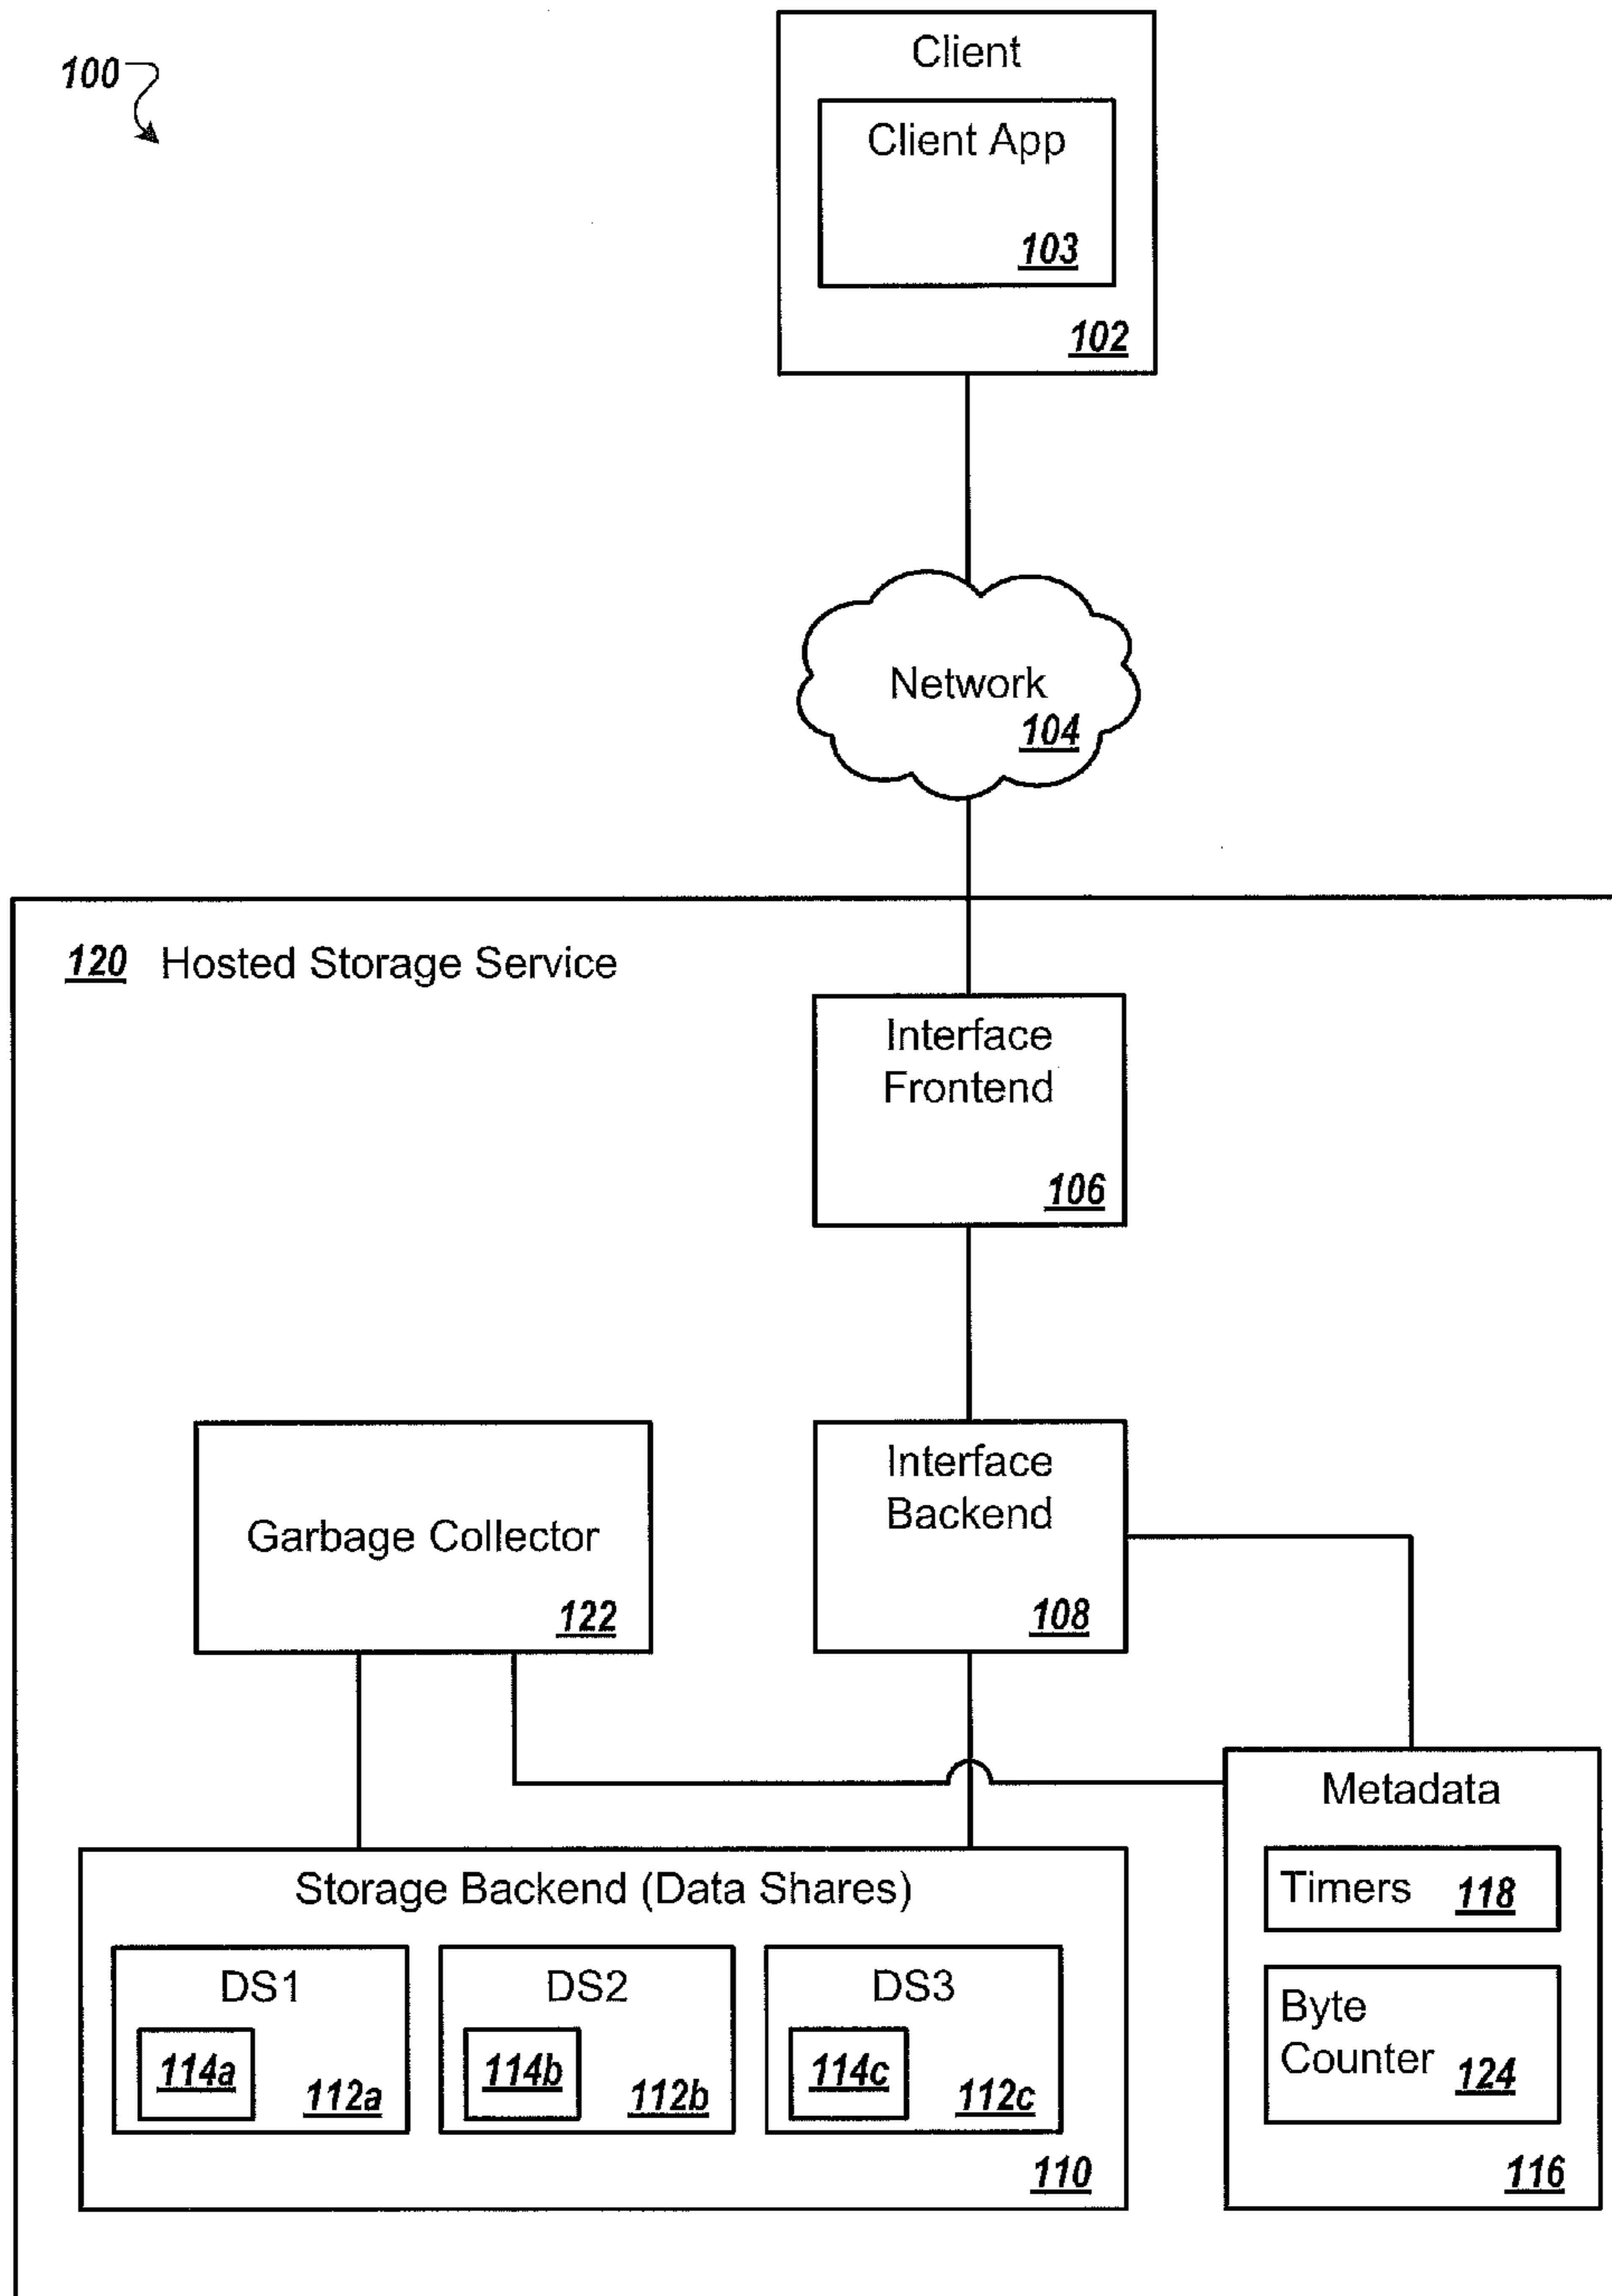 100
Client
Client App
103
102
Network
104
120 Hosted Storage Service
Interface
Frontend
106
Garbage Collector
122
Interface
Backend
108
Storage Backend (Data Shares)
DS1
114a
112a
DS2
114b
112b
DS3
114c
112c
110
Metadata
Timers 118
Byte
Counter 124
116